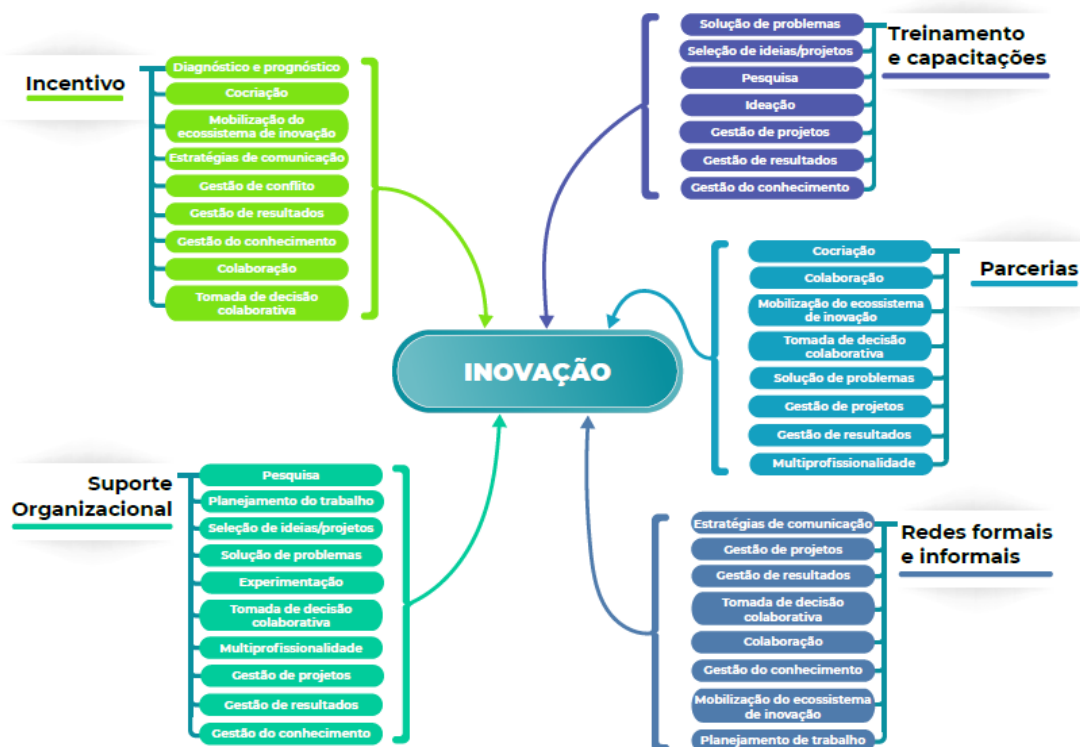 Incentivo
Diagnóstico e prognóstico
Cocriação
Mobilização do
ecossistema de inovação
Estratégias de comunicação
Gestão de conflito
Gestão de resultados
Gestão do conhecimento
Colaboração
Tomada de decisão
colaborativa
Treinamento
e capacitações
Solução de problemas
Seleção de ideias/projetos
Pesquisa
Ideação
Gestão de projetos
Gestão de resultados
Gestão do conhecimento
Parcerias
Cocriação
Colaboração
Mobilização do ecossistema
de inovação
Tomada de decisão
colaborativa
Solução de problemas
Gestão de projetos
Gestão de resultados
Multiprofissionalidade
INOVAÇÃO
Suporte
Organizacional
Pesquisa
Planejamento do trabalho
Seleção de ideias/projetos
Solução de problemas
Experimentação
Tomada de decisão
colaborativa
Multiprofissionalidade
Gestão de projetos
Gestão de resultados
Gestão do conhecimento
Redes formais
e informais
Estratégias de comunicação
Gestão de projetos
Gestão de resultados
Tomada de decisão
colaborativa
Colaboração
Gestão do conhecimento
Mobilização do ecossistema
de inovação
Planejamento de trabalho